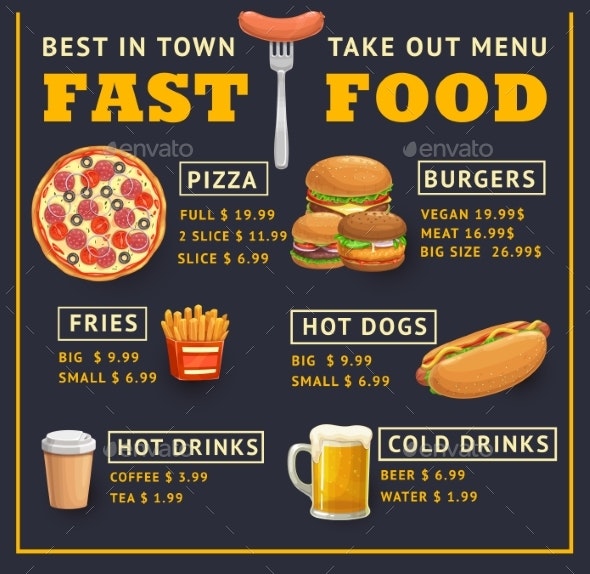 BEST IN TOWN
TAKE OUT MENU
FAST FOOD
PIZZA
FULL $ 19.99
2 SLICE $ 11.99
SLICE $ 6.99
BURGERS
VEGAN 19.99$
MEAT 16.99$
BIG SIZE 26.99$
FRIES
BIG $ 9.99
SMALL $ 6.99
HOT DOGS
BIG $ 9.99
SMALL $ 6.99
HOT DRINKS
COFFEE $ 3.99
TEA $ 1.99
COLD DRINKS
BEER $ 6.99
WATER $ 1.99
envato
envato
envato
envato
envato
envato